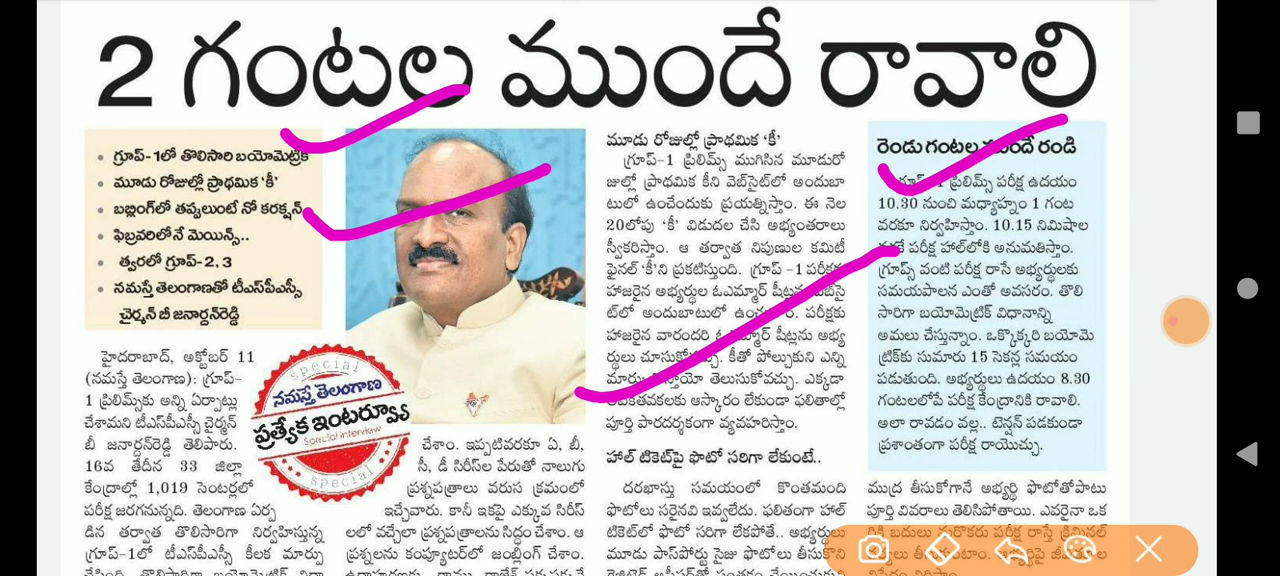 2 గంటల ముందే రావాలి
• గ్రూప్-1లో తొలిసారి బయోమెట్రిక్
• మూడు రోజుల్లో ప్రాథమిక ‘కీ’
• బబ్లింగ్‌లో తప్పులుంటే నో కరక్షన్
• ఫిబ్రవరిలోనే మెయిన్స్..
• త్వరలో గ్రూప్-2, 3
• నమస్తే తెలంగాణతో టీఎస్‌పీఎస్సీ
చైర్మన్ బీ జనార్దన్‌రెడ్డి
హైదరాబాద్, అక్టోబర్ 11
(నమస్తే తెలంగాణ): గ్రూప్-
1 ప్రిలిమ్స్‌కు అన్ని ఏర్పాట్లు
చేశామని టీఎస్‌పీఎస్సీ చైర్మన్
బీ జనార్దన్‌రెడ్డి తెలిపారు.
16వ తేదీన 33 జిల్లా
కేంద్రాల్లో 1,019 సెంటర్లలో
పరీక్ష జరగనున్నది. తెలంగాణ ఏర్ప
డిన తర్వాత తొలిసారిగా నిర్వహిస్తున్న
గ్రూప్-1లో టీఎస్‌పీఎస్సీ కీలక మార్పు
special
నమస్తే తెలంగాణ
ప్రత్యేక ఇంటర్వ్యూ
Special interview
special
చేశాం. ఇప్పటివరకూ ఏ, బీ,
సీ, డీ సిరీస్‌ల పేరుతో నాలుగు
ప్రశ్నపత్రాలు వరుస క్రమంలో
ఇచ్చేవారు. కానీ ఇకపై ఎక్కువ సిరీస్
లలో వచ్చేలా ప్రశ్నపత్రాలను సిద్ధం చేశాం. ఆ
ప్రశ్నలను కంప్యూటర్‌లో జంబ్లింగ్ చేశాం.
మూడు రోజుల్లో ప్రాథమిక ‘కీ’
గ్రూప్-1 ప్రిలిమ్స్ ముగిసిన మూడురో
జుల్లో ప్రాథమిక కీని వెబ్‌సైట్‌లో అందుబా
టులో ఉంచేందుకు ప్రయత్నిస్తాం. ఈ నెల
20లోపు ‘కీ’ విడుదల చేసి అభ్యంతరాలు
స్వీకరిస్తాం. ఆ తర్వాత నిపుణుల కమిటీ
ఫైనల్ ‘కీ’ని ప్రకటిస్తుంది. గ్రూప్ -1 పరీక్షకు
హాజరైన అభ్యర్థుల ఓఎమ్మార్ షీట్లను
ట్‌లో అందుబాటులో పరీక్షకు
హాజరైన వారందరి షీట్లను అభ్య
ర్థులు కీతో పోల్చుకుని ఎన్ని
తెలుసుకోవచ్చు. ఎక్కడా
ఆస్కారం లేకుండా ఫలితాల్లో
పూర్తి పారదర్శకంగా వ్యవహరిస్తాం.
హాల్ టికెట్‌పై ఫొటో సరిగా లేకుంటే..
దరఖాస్తు సమయంలో కొంతమంది
ఫొటోలు సరైనవి ఇవ్వలేదు. ఫలితంగా హాల్
టికెట్‌లో ఫొటో సరిగా లేకపోతే.. అభ్యర్థులు
మూడు పాస్‌పోర్టు సైజు ఫొటోలు తీసుకొని
రెండు గంటల ముందే రండి
ప్రిలిమ్స్ పరీక్ష ఉదయం
10.30 నుంచి మధ్యాహ్నం 1 గంట
వరకూ నిర్వహిస్తాం. 10.15 నిమిషాల
పరీక్ష హాల్‌లోకి అనుమతిస్తాం.
గ్రూప్స్ వంటి పరీక్ష రాసే అభ్యర్థులకు
సమయపాలన ఎంతో అవసరం. తొలి
సారిగా బయోమెట్రిక్ విధానాన్ని
అమలు చేస్తున్నాం. ఒక్కొక్కరి బయోమె
ట్రిక్‌కు సుమారు 15 సెకన్ల సమయం
పడుతుంది. అభ్యర్థులు ఉదయం 8.30
గంటలలోపే పరీక్ష కేంద్రానికి రావాలి.
అలా రావడం వల్ల.. టెన్షన్ పడకుండా
ప్రశాంతంగా పరీక్ష రాయొచ్చు.
ముద్ర తీసుకోగానే అభ్యర్థి ఫొటోతోపాటు
పూర్తి వివరాలు తెలిసిపోతాయి. ఎవరైనా ఒక